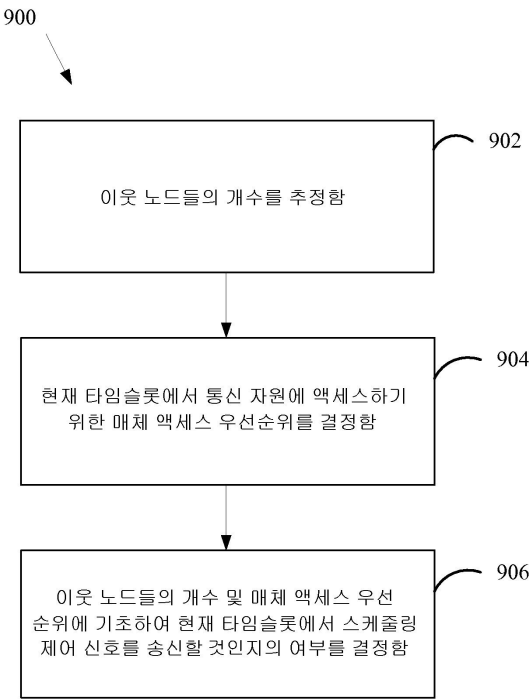 900
902
이웃 노드들의 개수를 추정함
904
현재 타임슬롯에서 통신 자원에 액세스하기
위한 매체 액세스 우선순위를 결정함
906
이웃 노드들의 개수 및 매체 액세스 우선
순위에 기초하여 현재 타임슬롯에서 스케줄링
제어 신호를 송신할 것인지의 여부를 결정함